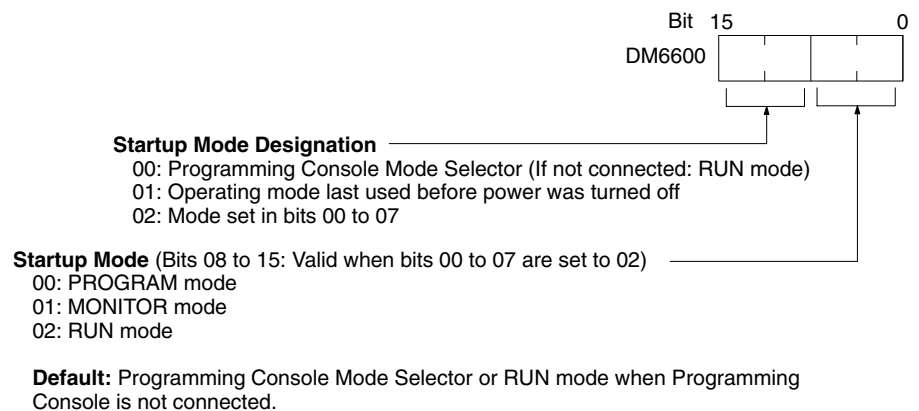 Bit 15 0
DM6600
Startup Mode Designation
00: Programming Console Mode Selector (If not connected: RUN mode)
01: Operating mode last used before power was turned off
02: Mode set in bits 00 to 07
Startup Mode (Bits 08 to 15: Valid when bits 00 to 07 are set to 02)
00: PROGRAM mode
01: MONITOR mode
02: RUN mode
Default: Programming Console Mode Selector or RUN mode when Programming
Console is not connected.